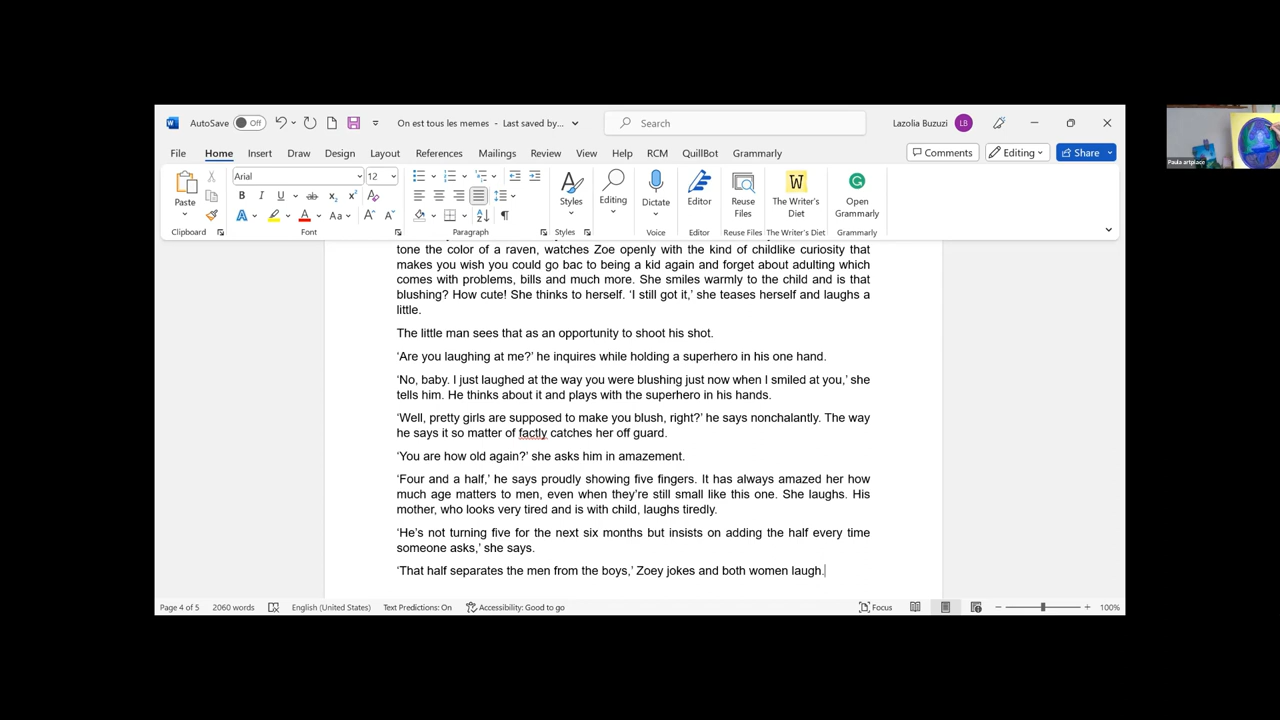 AutoSave Off On est tous les memes - Last saved by... Search Lazolia Buzuzi LB
File Home Insert Draw Design Layout References Mailings Review View Help RCM QuillBot Grammarly Comments Editing Share
Arial 12
Paste Styles Editing Dictate Editor Reuse Files The Writer's Diet Open Grammarly
Clipboard Font Paragraph Styles Voice Editor Reuse Files The Writer's Diet Grammarly
Paula artplace
tone the color of a raven, watches Zoe openly with the kind of childlike curiosity that
makes you wish you could go bac to being a kid again and forget about adulting which
comes with problems, bills and much more. She smiles warmly to the child and is that
blushing? How cute! She thinks to herself. ‘I still got it,’ she teases herself and laughs a
little.
The little man sees that as an opportunity to shoot his shot.
‘Are you laughing at me?’ he inquires while holding a superhero in his one hand.
‘No, baby. I just laughed at the way you were blushing just now when I smiled at you,’ she
tells him. He thinks about it and plays with the superhero in his hands.
‘Well, pretty girls are supposed to make you blush, right?’ he says nonchalantly. The way
he says it so matter of factly catches her off guard.
‘You are how old again?’ she asks him in amazement.
‘Four and a half,’ he says proudly showing five fingers. It has always amazed her how
much age matters to men, even when they’re still small like this one. She laughs. His
mother, who looks very tired and is with child, laughs tiredly.
‘He’s not turning five for the next six months but insists on adding the half every time
someone asks,’ she says.
‘That half separates the men from the boys,’ Zoey jokes and both women laugh.
Page 4 of 5 2060 words English (United States) Text Predictions: On Accessibility: Good to go Focus 100%